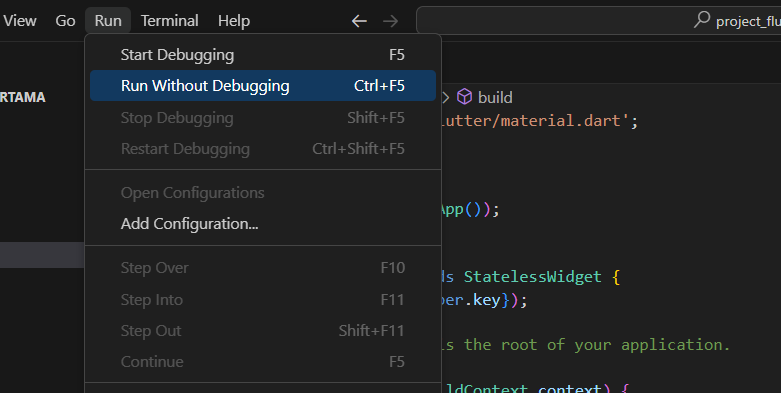 View Go Run Terminal Help project_flu
Start Debugging F5
RTAMA
Run Without Debugging Ctrl+F5
build
Stop Debugging Shift+F5
lutter/material.dart';
Restart Debugging Ctrl+Shift+F5
Open Configurations
App());
Add Configuration...
Step Over F10
ds StatelessWidget {
Step Into F11
per.key});
Step Out Shift+F11
is the root of your application.
Continue F5
ldContext context) {